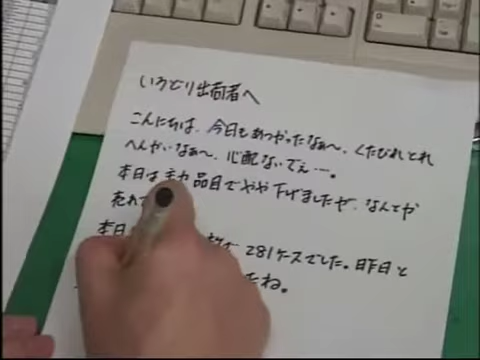 いろどり出荷者へ
こんにちは、今日もあつかったなぁ〜、くたびれとれ
へんかいなぁ〜、心配ないでぇ…。
本日は主力品目でやや下げましたが、なんとか
売れて
本日 281ケースでした。昨日と
たね。